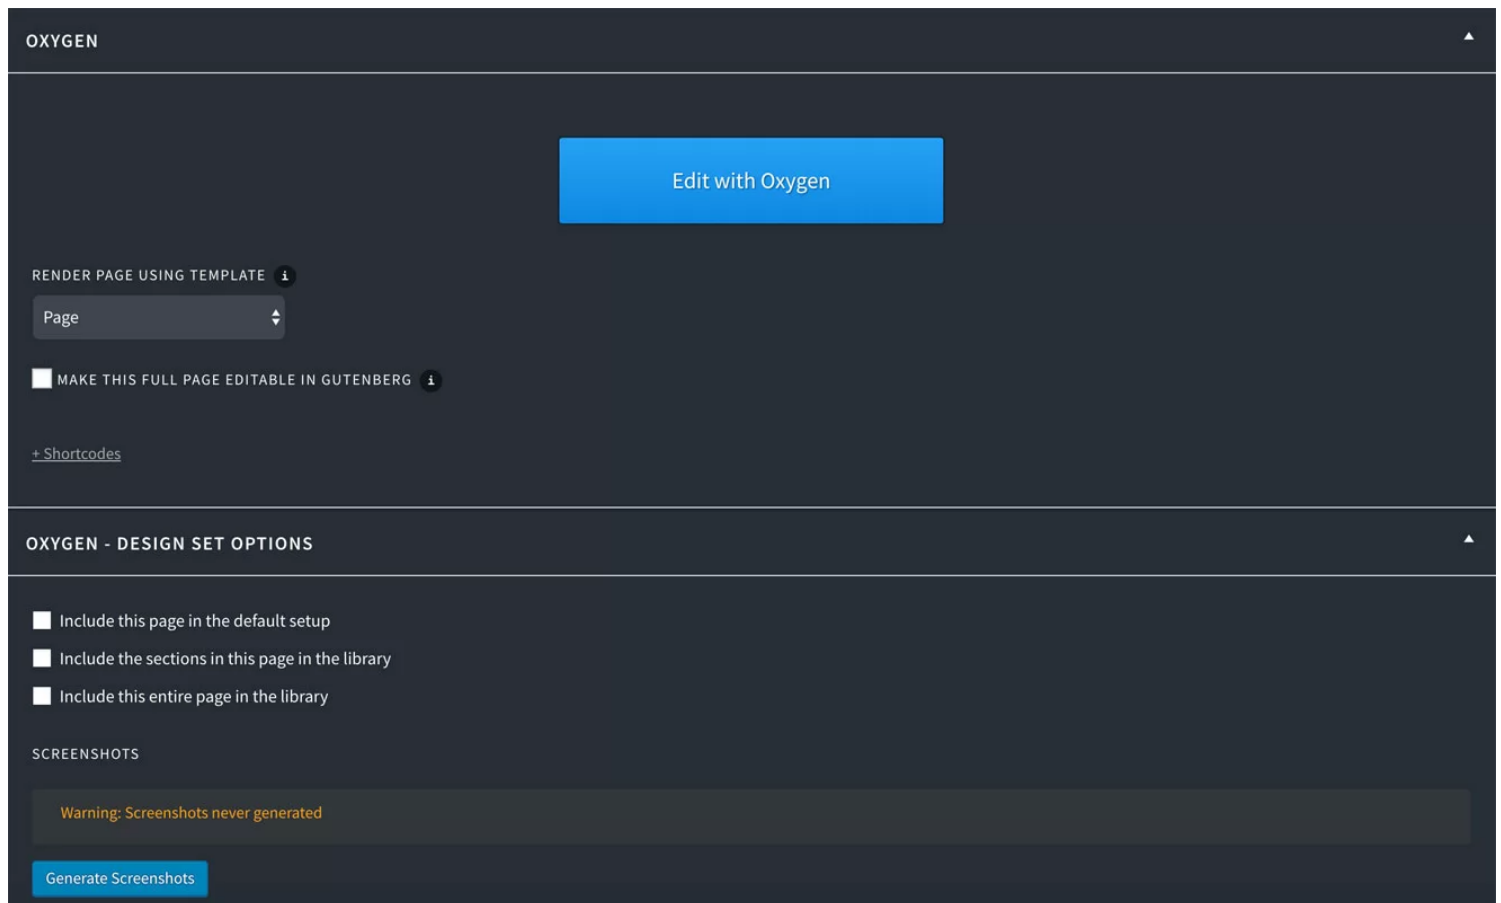 OXYGEN
Edit with Oxygen
RENDER PAGE USING TEMPLATE i
Page
MAKE THIS FULL PAGE EDITABLE IN GUTENBERG i
+ Shortcodes
OXYGEN - DESIGN SET OPTIONS
Include this page in the default setup
Include the sections in this page in the library
Include this entire page in the library
SCREENSHOTS
Warning: Screenshots never generated
Generate Screenshots